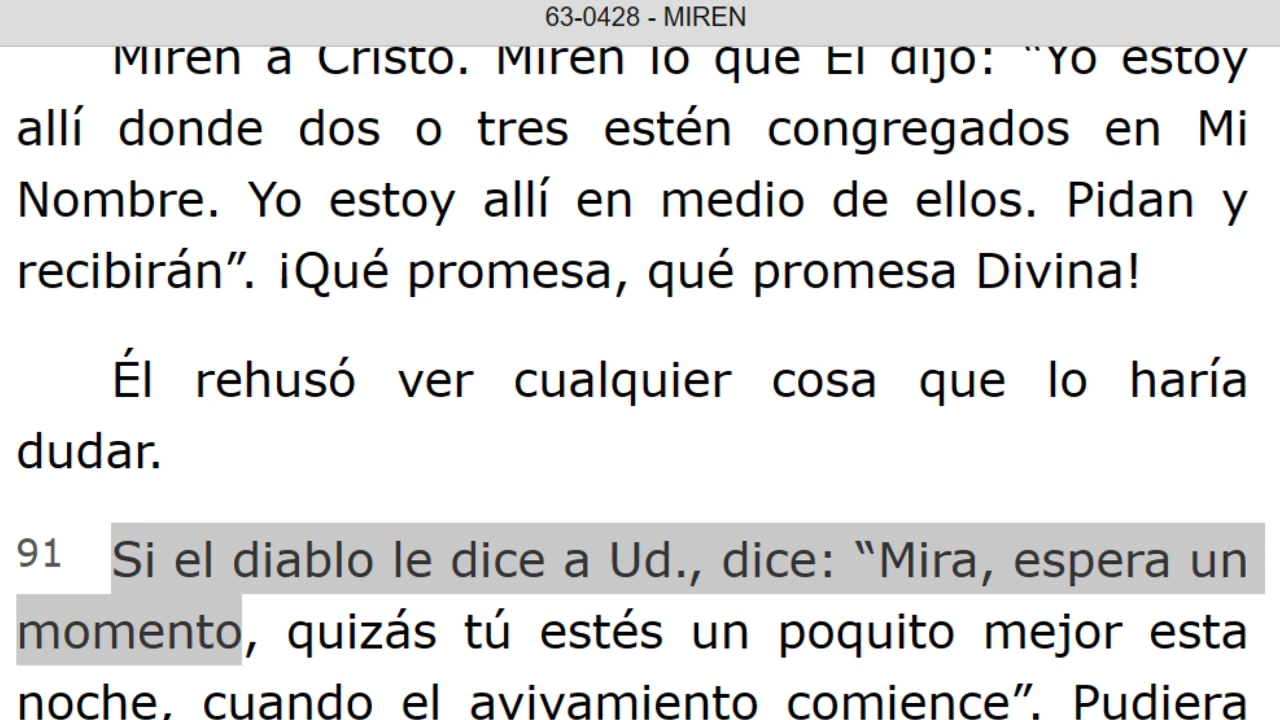 63-0428 - MIREN
Miren a Cristo. Miren lo que Él dijo: “Yo estoy
allí donde dos o tres estén congregados en Mi
Nombre. Yo estoy allí en medio de ellos. Pidan y
recibirán”. ¡Qué promesa, qué promesa Divina!
Él rehusó ver cualquier cosa que lo haría
dudar.
91 Si el diablo le dice a Ud., dice: “Mira, espera un
momento, quizás tú estés un poquito mejor esta
noche, cuando el avivamiento comience”. Pudiera